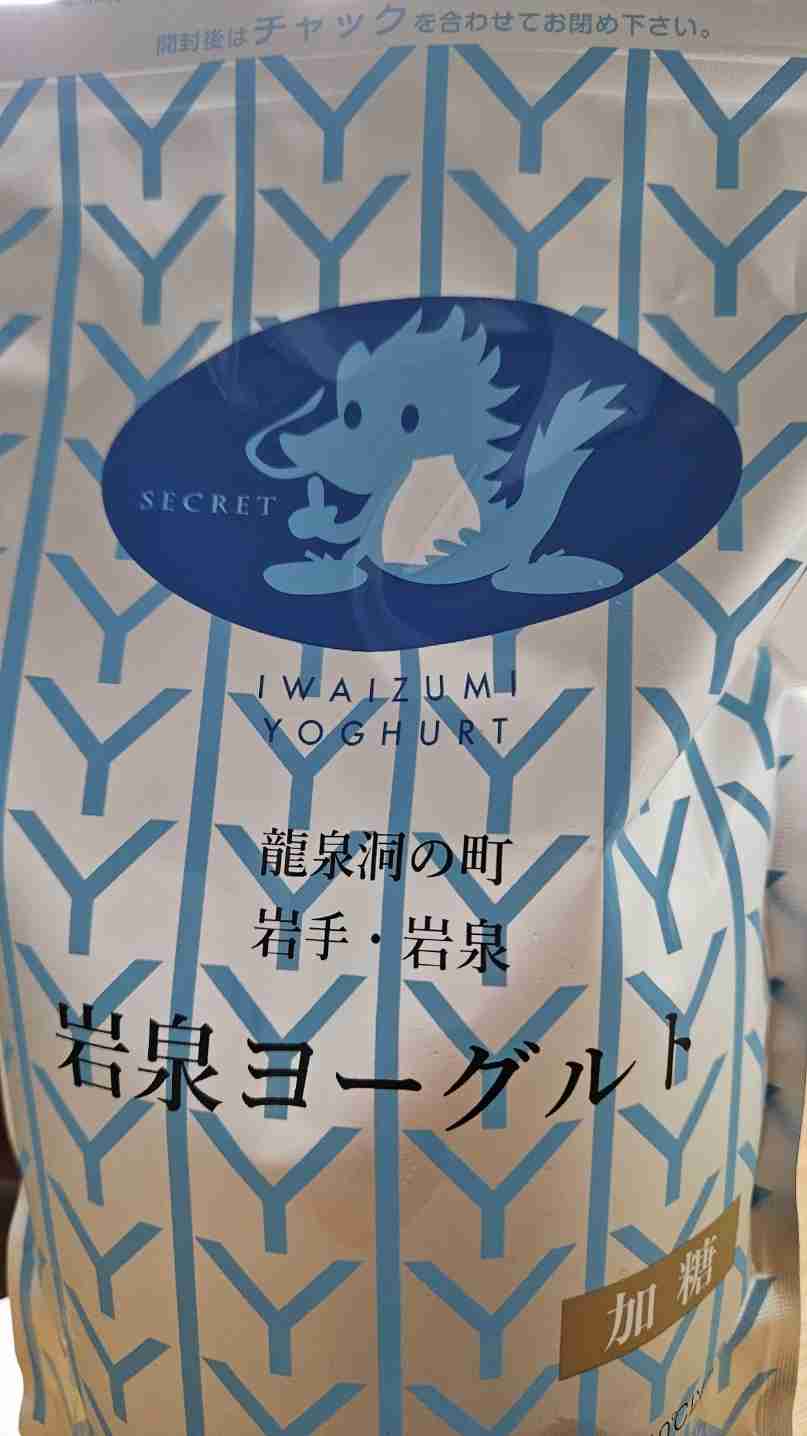 開封後はチャックを合わせてお閉め下さい。
SECRET
IWAIZUMI
YOGHURT
龍泉洞の町
岩手・岩泉
岩泉ヨーグルト
加糖